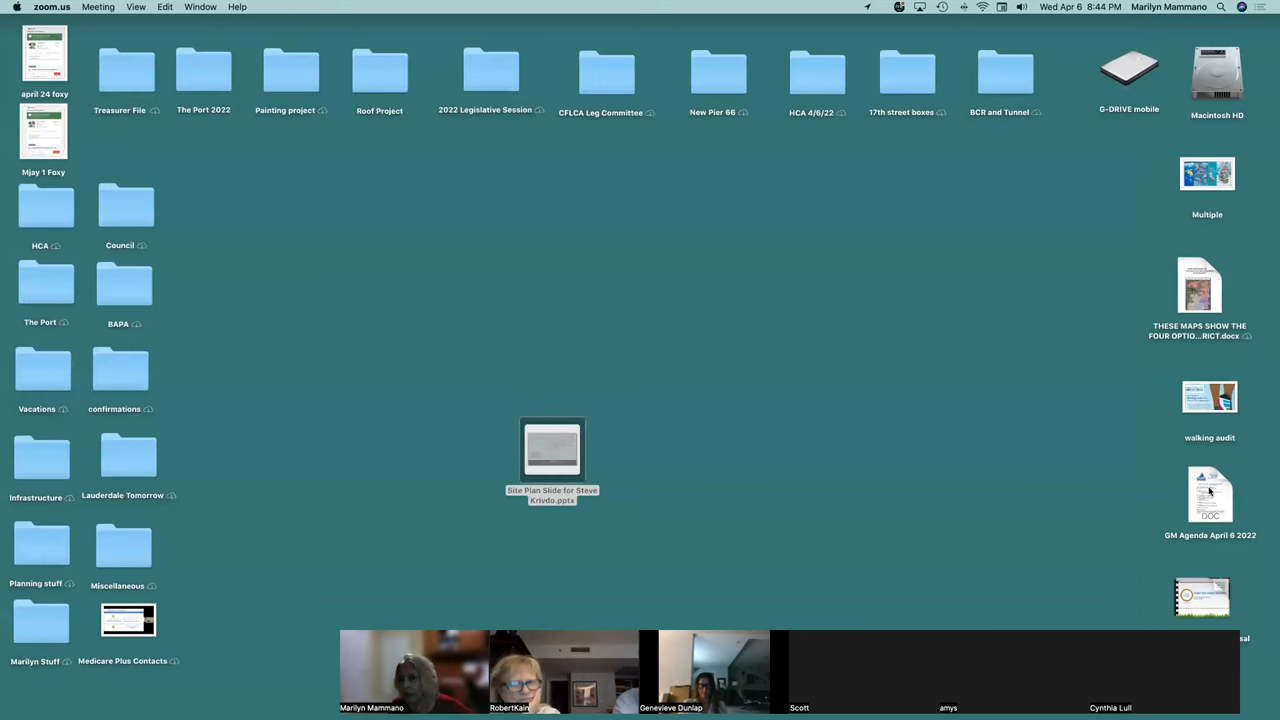 zoom.us Meeting View Edit Window Help Wed Apr 6 8:44 PM Marilyn Mammano
april 24 foxy
Treasurer File
The Port 2022
Painting project
Roof Project
2022 Legislative Session
CFLCA Leg Committee
New Pier 66
HCA 4/6/22
17th street boxes
BCR and Tunnel
G-DRIVE mobile
Macintosh HD
Mjay 1 Foxy
Multiple
HCA
Council
The Port
BAPA
THESE MAPS SHOW THE
FOUR OPTIO...RICT.docx
Vacations
confirmations
walking audit
Infrastructure
Lauderdale Tomorrow
Site Plan Slide for Steve
Krivdo.pptx
DOC
GM Agenda April 6 2022
Planning stuff
Miscellaneous
sal
Marilyn Stuff
Medicare Plus Contacts
Marilyn Mammano
RobertKain
Genevieve Dunlap
Scott
amys
Cynthia Lull